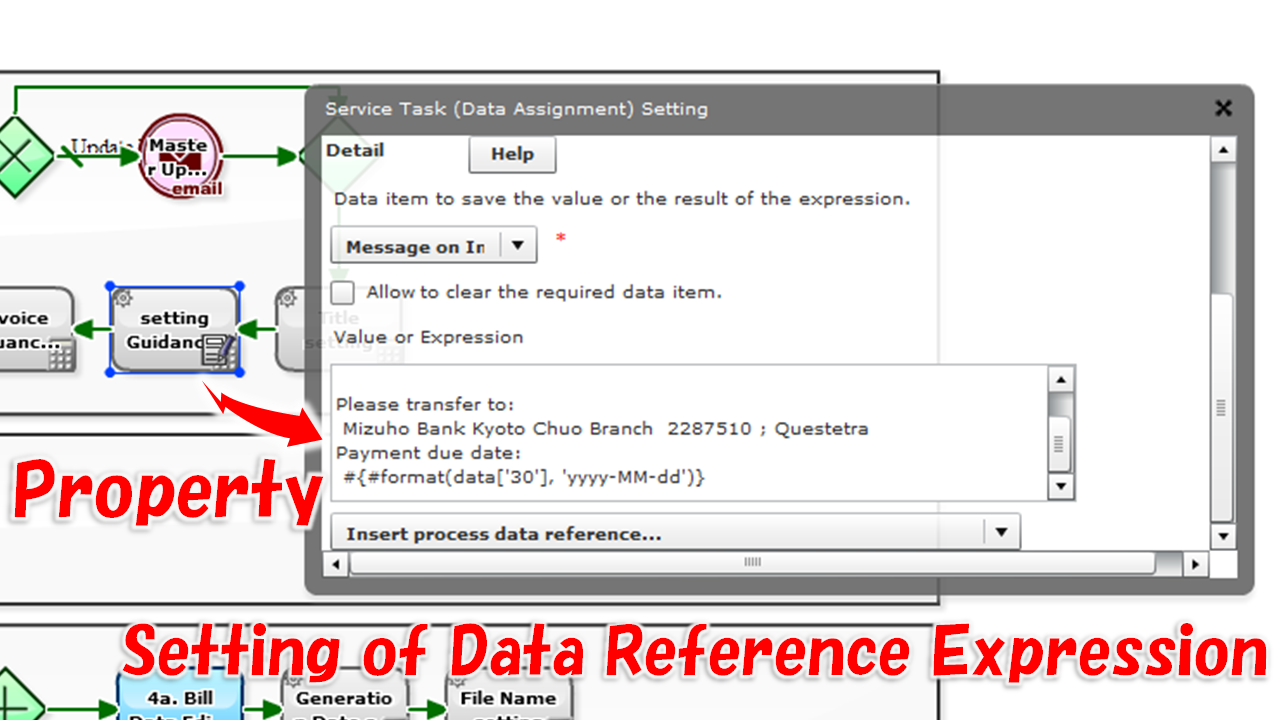 Service Task (Data Assignment) Setting
Update
Maste
r Up...
email
Detail
Help
Data item to save the value or the result of the expression.
Message on In
*
Allow to clear the required data item.
voice
uanc...
setting
Guidanc
Title
setting
Value or Expression
Please transfer to:
Mizuho Bank Kyoto Chuo Branch 2287510 ; Questetra
Payment due date:
#{#format(data['30'], 'yyyy-MM-dd')}
Property
Insert process data reference...
Setting of Data Reference Expression
4a. Bill
Data Edi...
Generatio
File Name
setting